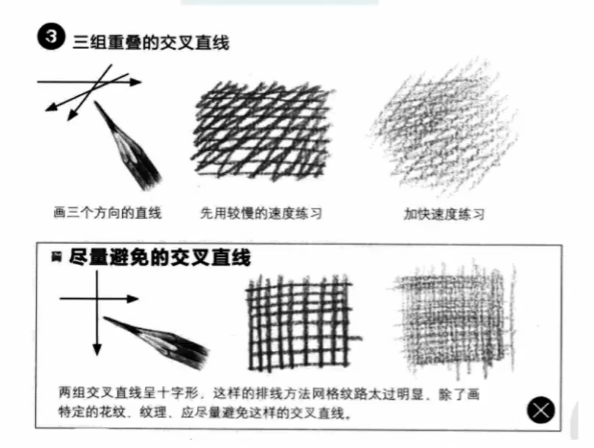 3 三组重叠的交叉直线
画三个方向的直线
先用较慢的速度练习
加快速度练习
尽量避免的交叉直线
两组交叉直线呈十字形，这样的排线方法网格纹路太过明显，除了画
特定的花纹、纹理、应尽量避免这样的交叉直线。